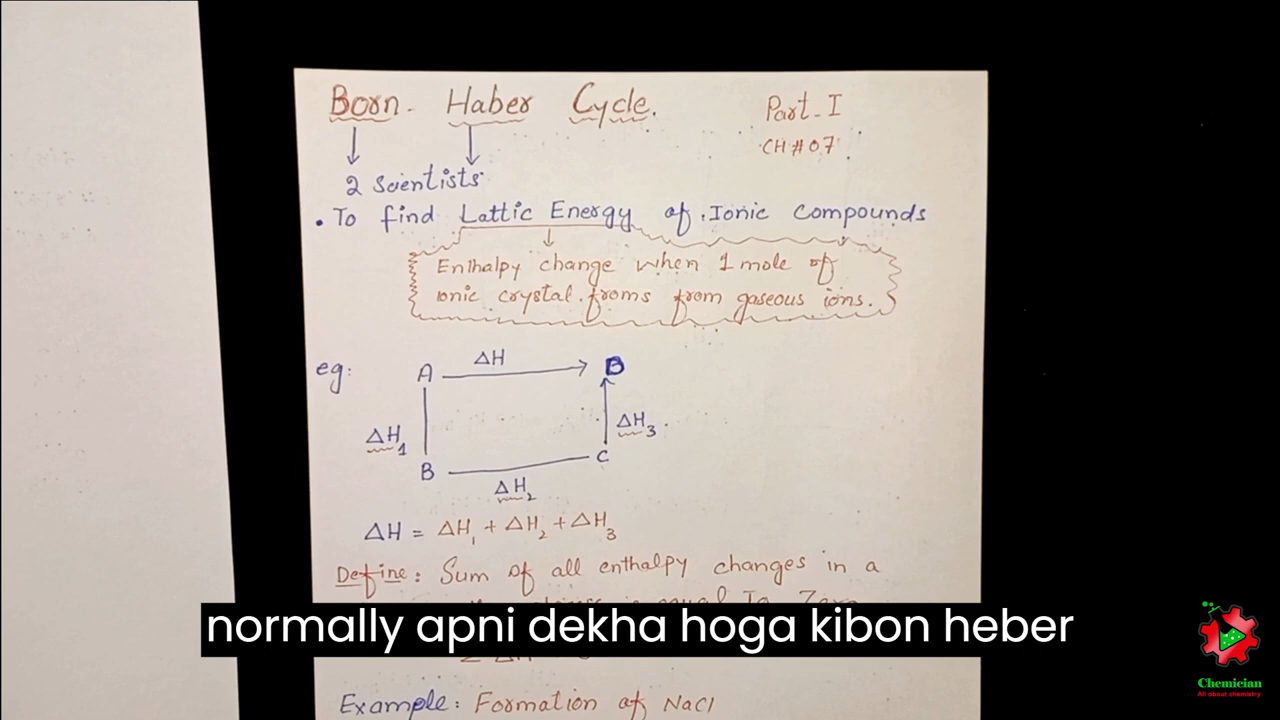 Born - Haber Cycle.
Part - I
CH # 07
2 Scientists
• To find Lattic Energy of Ionic Compounds
Enthalpy change when 1 mole of
ionic crystal froms from gaseous ions.
eg:
A ΔH B
ΔH1 ΔH3
B C
ΔH2
ΔH = ΔH1 + ΔH2 + ΔH3
Define: Sum of all enthalpy changes in a
normally apni dekha hoga kibon heber
Example: Formation of NaCl
Chemician
All about chemistry